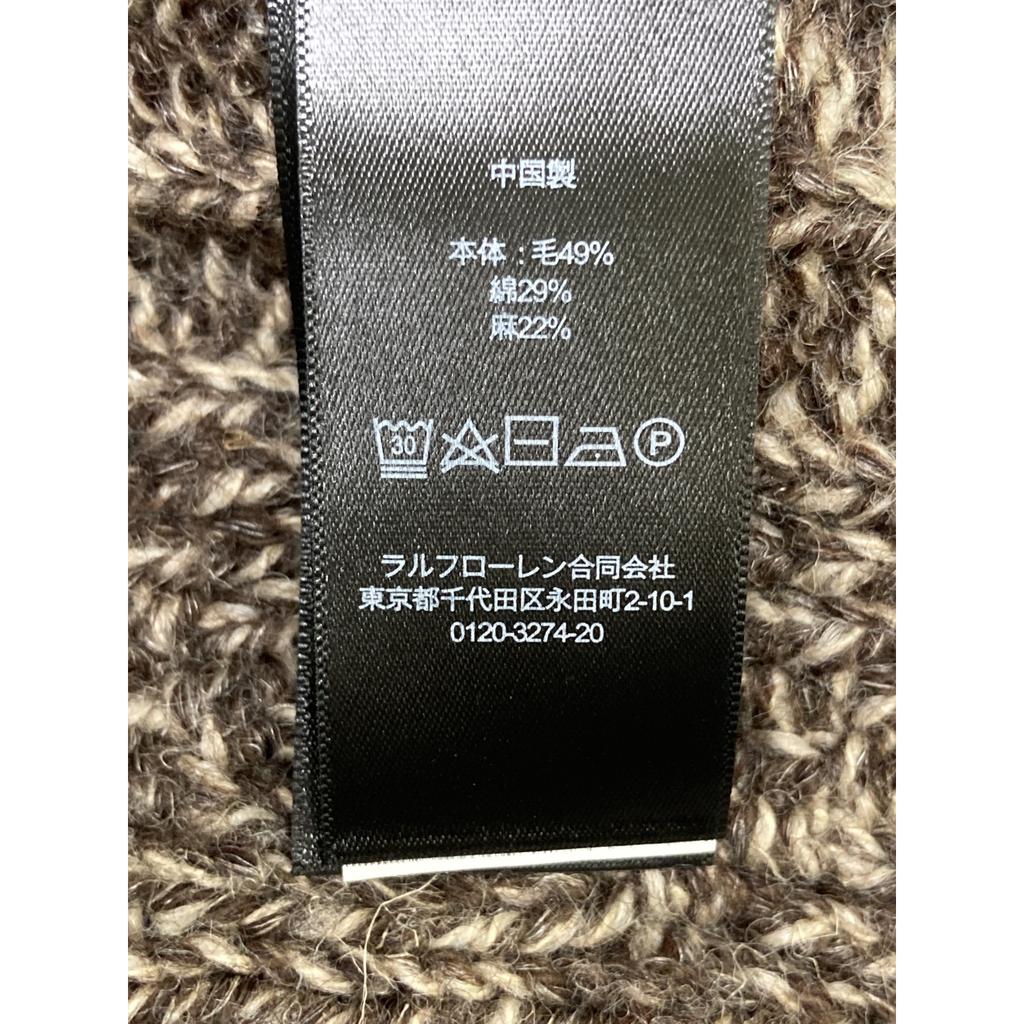 中国製
本体：毛49%
綿29%
麻22%
30
P
ラルフローレン合同会社
東京都千代田区永田町2-10-1
0120-3274-20